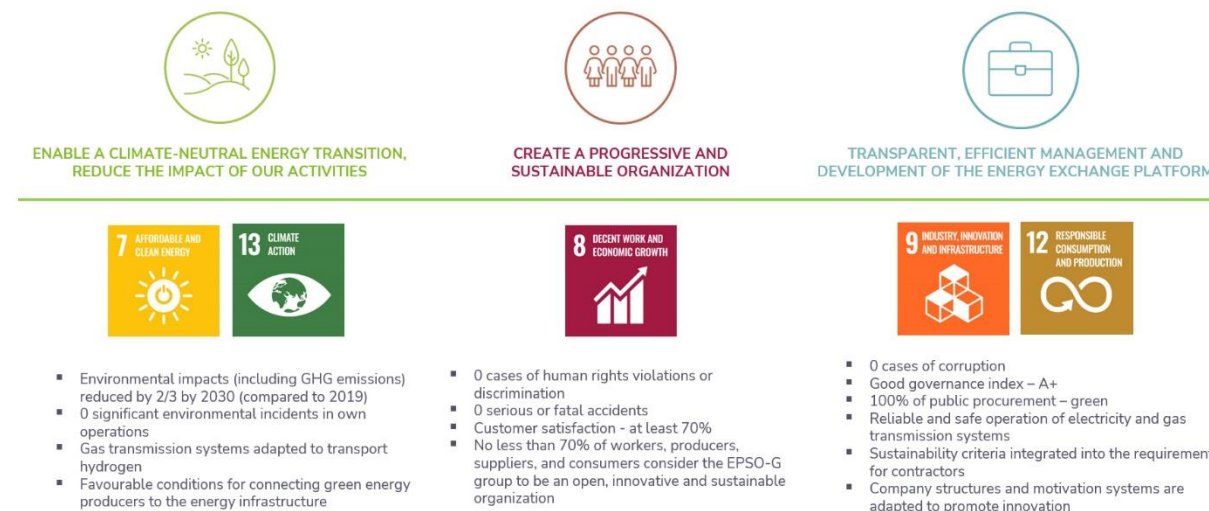 ENABLE A CLIMATE-NEUTRAL ENERGY TRANSITION,
REDUCE THE IMPACT OF OUR ACTIVITIES
7 AFFORDABLE AND
CLEAN ENERGY
13 CLIMATE
ACTION
▪ Environmental impacts (including GHG emissions)
reduced by 2/3 by 2030 (compared to 2019)
▪ 0 significant environmental incidents in own
operations
▪ Gas transmission systems adapted to transport
hydrogen
▪ Favourable conditions for connecting green energy
producers to the energy infrastructure
CREATE A PROGRESSIVE AND
SUSTAINABLE ORGANIZATION
8 DECENT WORK AND
ECONOMIC GROWTH
▪ 0 cases of human rights violations or
discrimination
▪ 0 serious or fatal accidents
▪ Customer satisfaction - at least 70%
▪ No less than 70% of workers, producers,
suppliers, and consumers consider the EPSO-G
group to be an open, innovative and sustainable
organization
TRANSPARENT, EFFICIENT MANAGEMENT AND
DEVELOPMENT OF THE ENERGY EXCHANGE PLATFORM
9 INDUSTRY, INNOVATION
AND INFRASTRUCTURE
12 RESPONSIBLE
CONSUMPTION
AND PRODUCTION
▪ 0 cases of corruption
▪ Good governance index – A+
▪ 100% of public procurement – green
▪ Reliable and safe operation of electricity and gas
transmission systems
▪ Sustainability criteria integrated into the requirement
for contractors
▪ Company structures and motivation systems are
adapted to promote innovation